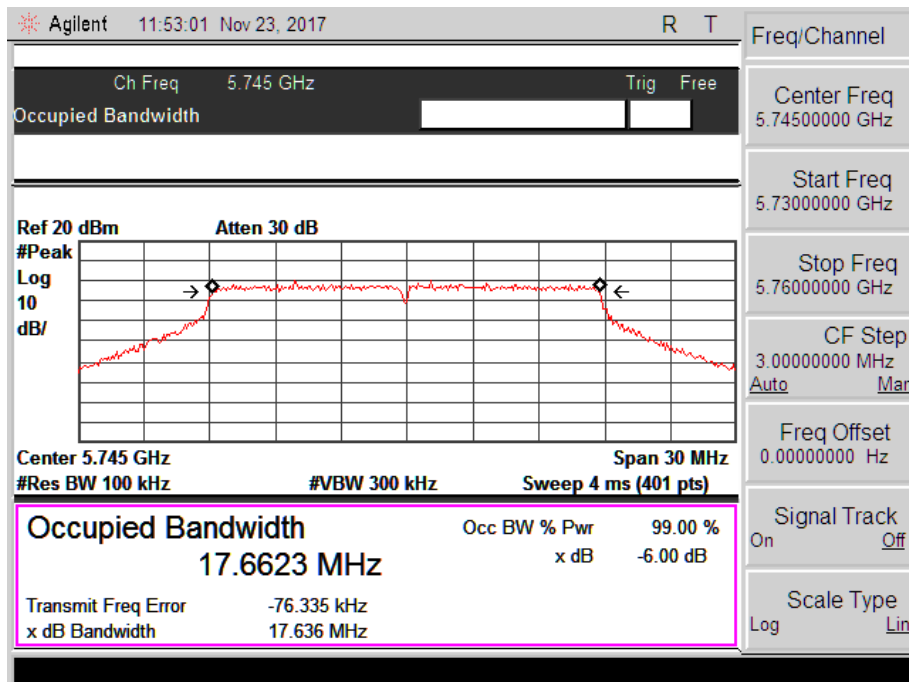 Agilent 11:53:01 Nov 23, 2017 R T
Ch Freq 5.745 GHz Trig Free
Occupied Bandwidth
Ref 20 dBm Atten 30 dB
#Peak
Log
10
dB/
Center 5.745 GHz Span 30 MHz
#Res BW 100 kHz #VBW 300 kHz Sweep 4 ms (401 pts)
Occupied Bandwidth Occ BW % Pwr 99.00 %
17.6623 MHz x dB -6.00 dB
Transmit Freq Error -76.335 kHz
x dB Bandwidth 17.636 MHz
Freq/Channel
Center Freq
5.74500000 GHz
Start Freq
5.73000000 GHz
Stop Freq
5.76000000 GHz
CF Step
3.00000000 MHz
Auto Man
Freq Offset
0.00000000 Hz
Signal Track
On Off
Scale Type
Log Lin